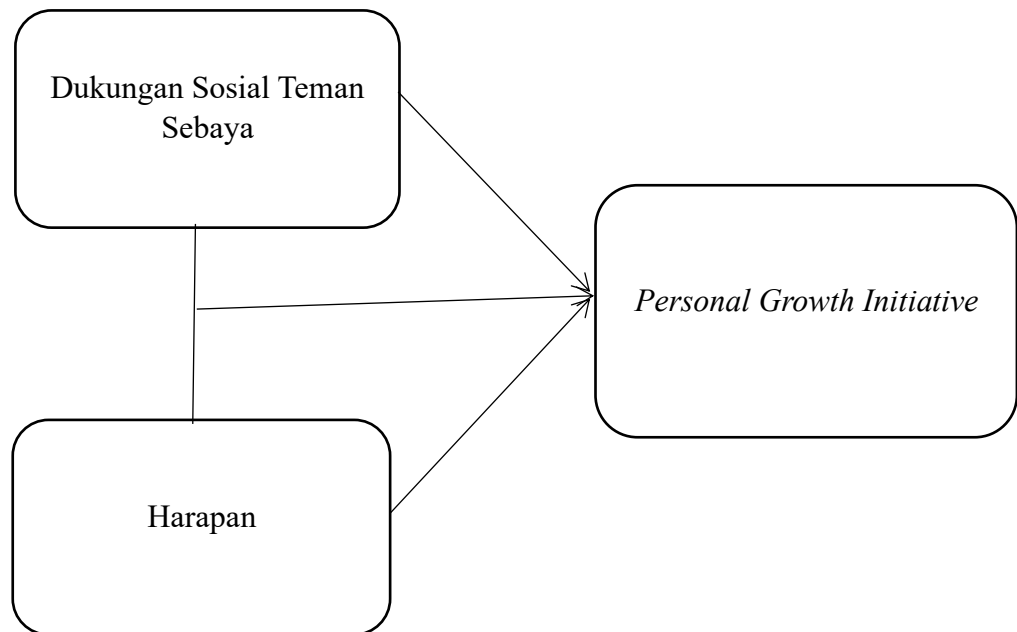 Dukungan Sosial Teman
Sebaya
Personal Growth Initiative
Harapan